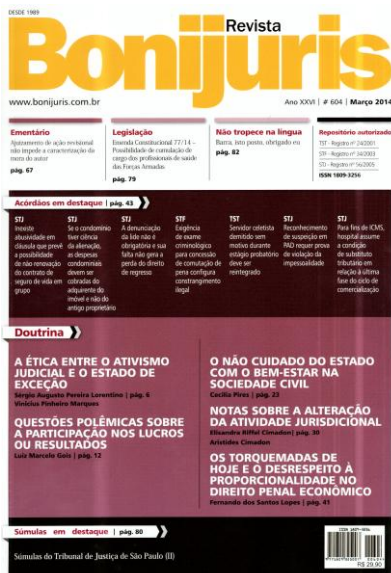 DESDE 1989
Revista
Bonijuris
www.bonijuris.com.br
Ano XXVI | # 604 | Março 2014
Ementário
Ajuizamento de ação revisional
não impede a caracterização da
mora do autor
pág. 67
Legislação
Emenda Constitucional 77/14 –
Possibilidade de cumulação de
cargo dos profissionais de saúde
das Forças Armadas
pág. 79
Não tropece na língua
Barra, isto posto, obrigado eu
pág. 82
Repositório autorizado
TST - Registro nº 24/2001
STF - Registro nº 34/2003
STJ - Registro nº 56/2005
ISSN 1809-3256
Acórdãos em destaque | pág. 43
STJ
Inexiste
abusividade em
cláusula que prevê
a possibilidade
de não renovação
do contrato de
seguro de vida em
grupo
STJ
Se o condomínio
tiver ciência
da alienação,
as despesas
condominiais
devem ser
cobradas do
adquirente do
imóvel e não do
antigo proprietário
STJ
A denunciação
da lide não é
obrigatória e sua
falta não gera a
perda do direito
de regresso
STF
Exigência
de exame
criminológico
para concessão
de comutação de
pena configura
constrangimento
ilegal
TST
Servidor celetista
demitido sem
motivo durante
estágio probatório
deve ser
reintegrado
STJ
Reconhecimento
de suspeição em
PAD requer prova
de violação da
impessoalidade
STJ
Para fins de ICMS,
hospital assume
a condição
de substituto
tributário em
relação à última
fase do ciclo de
comercialização
Doutrina
A ÉTICA ENTRE O ATIVISMO
JUDICIAL E O ESTADO DE
EXCEÇÃO
Sérgio Augusto Pereira Lorentino | pág. 6
Vinicius Pinheiro Marques
QUESTÕES POLÊMICAS SOBRE
A PARTICIPAÇÃO NOS LUCROS
OU RESULTADOS
Luiz Marcelo Gois | pág. 12
O NÃO CUIDADO DO ESTADO
COM O BEM-ESTAR NA
SOCIEDADE CIVIL
Cecilia Pires | pág. 23
NOTAS SOBRE A ALTERAÇÃO
DA ATIVIDADE JURISDICIONAL
Elisandra Riffel Cimadon | pág. 30
Aristides Cimadon
OS TORQUEMADAS DE
HOJE E O DESRESPEITO À
PROPORCIONALIDADE NO
DIREITO PENAL ECONÔMICO
Fernando dos Santos Lopes | pág. 41
Súmulas em destaque | pág. 80
Súmulas do Tribunal de Justiça de São Paulo (II)
R$ 29,90